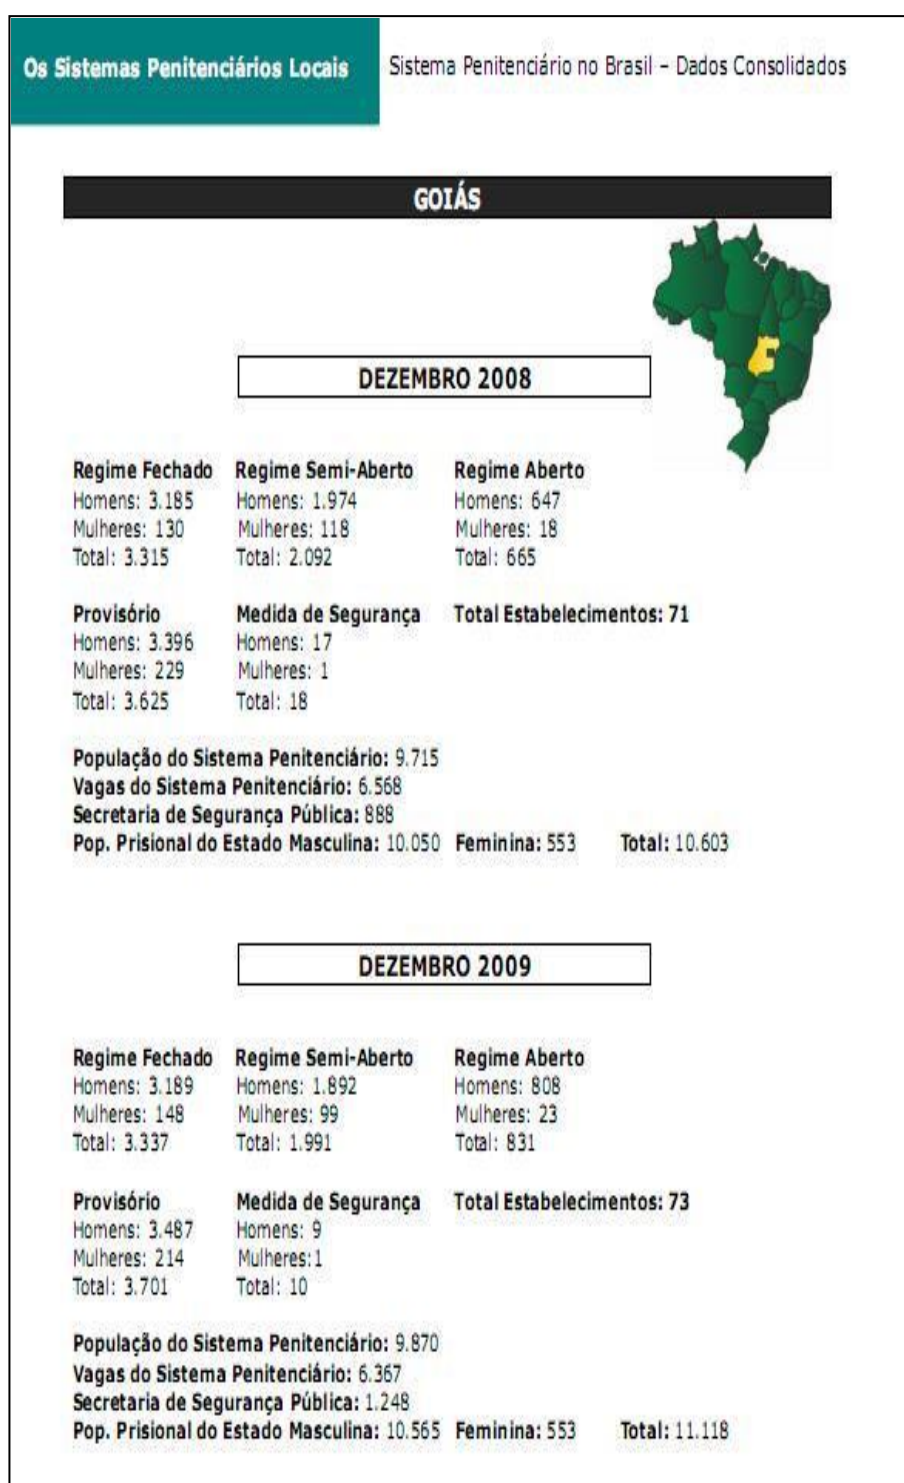 Os Sistemas Penitenciários Locais
Sistema Penitenciário no Brasil – Dados Consolidados
GOIÁS
DEZEMBRO 2008
Regime Fechado Regime Semi-Aberto Regime Aberto
Homens: 3.185 Homens: 1.974 Homens: 647
Mulheres: 130 Mulheres: 118 Mulheres: 18
Total: 3.315 Total: 2.092 Total: 665
Provisório Medida de Segurança Total Estabelecimentos: 71
Homens: 3.396 Homens: 17
Mulheres: 229 Mulheres: 1
Total: 3.625 Total: 18
População do Sistema Penitenciário: 9.715
Vagas do Sistema Penitenciário: 6.568
Secretaria de Segurança Pública: 888
Pop. Prisional do Estado Masculina: 10.050 Feminina: 553 Total: 10.603
DEZEMBRO 2009
Regime Fechado Regime Semi-Aberto Regime Aberto
Homens: 3.189 Homens: 1.892 Homens: 808
Mulheres: 148 Mulheres: 99 Mulheres: 23
Total: 3.337 Total: 1.991 Total: 831
Provisório Medida de Segurança Total Estabelecimentos: 73
Homens: 3.487 Homens: 9
Mulheres: 214 Mulheres:1
Total: 3.701 Total: 10
População do Sistema Penitenciário: 9.870
Vagas do Sistema Penitenciário: 6.367
Secretaria de Segurança Pública: 1.248
Pop. Prisional do Estado Masculina: 10.565 Feminina: 553 Total: 11.118